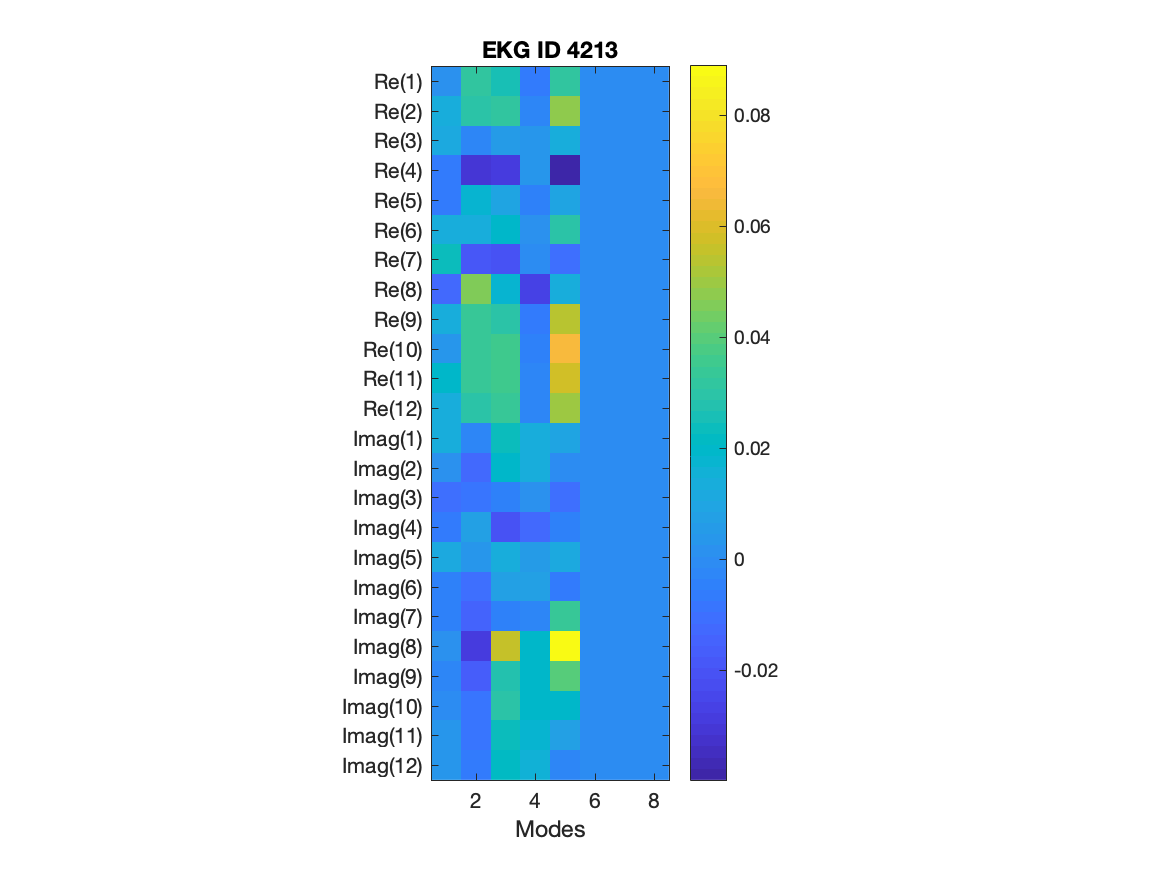 EKG ID 4213
Re(1)
Re(2)
Re(3)
Re(4)
Re(5)
Re(6)
Re(7)
Re(8)
Re(9)
Re(10)
Re(11)
Re(12)
Imag(1)
Imag(2)
Imag(3)
Imag(4)
Imag(5)
Imag(6)
Imag(7)
Imag(8)
Imag(9)
Imag(10)
Imag(11)
Imag(12)
2 4 6 8
Modes
0.08
0.06
0.04
0.02
0
-0.02